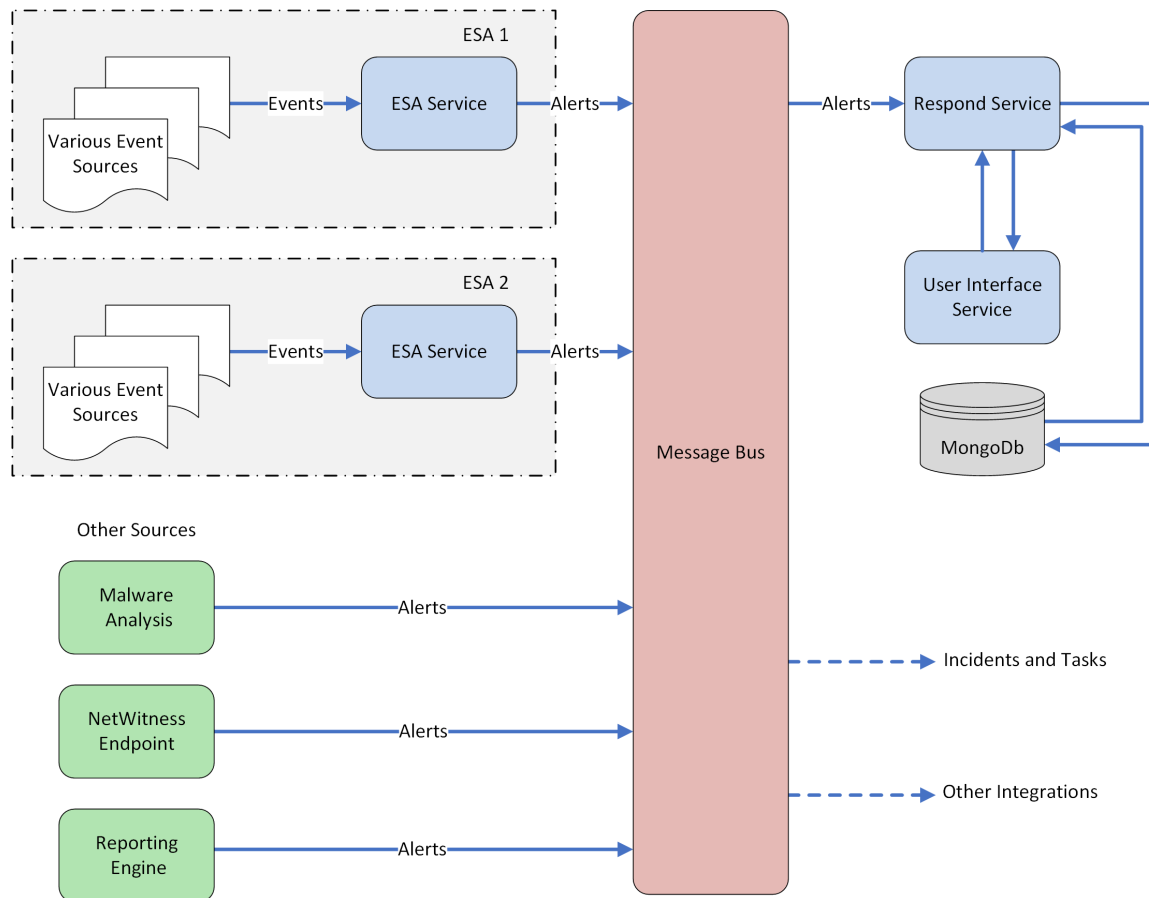 ESA 1
Various Event
Sources
Events
ESA Service
Alerts
Alerts
Respond Service
ESA 2
Various Event
Sources
Events
ESA Service
Alerts
User Interface
Service
MongoDb
Message Bus
Other Sources
Malware
Analysis
Alerts
Incidents and Tasks
NetWitness
Endpoint
Alerts
Other Integrations
Reporting
Engine
Alerts